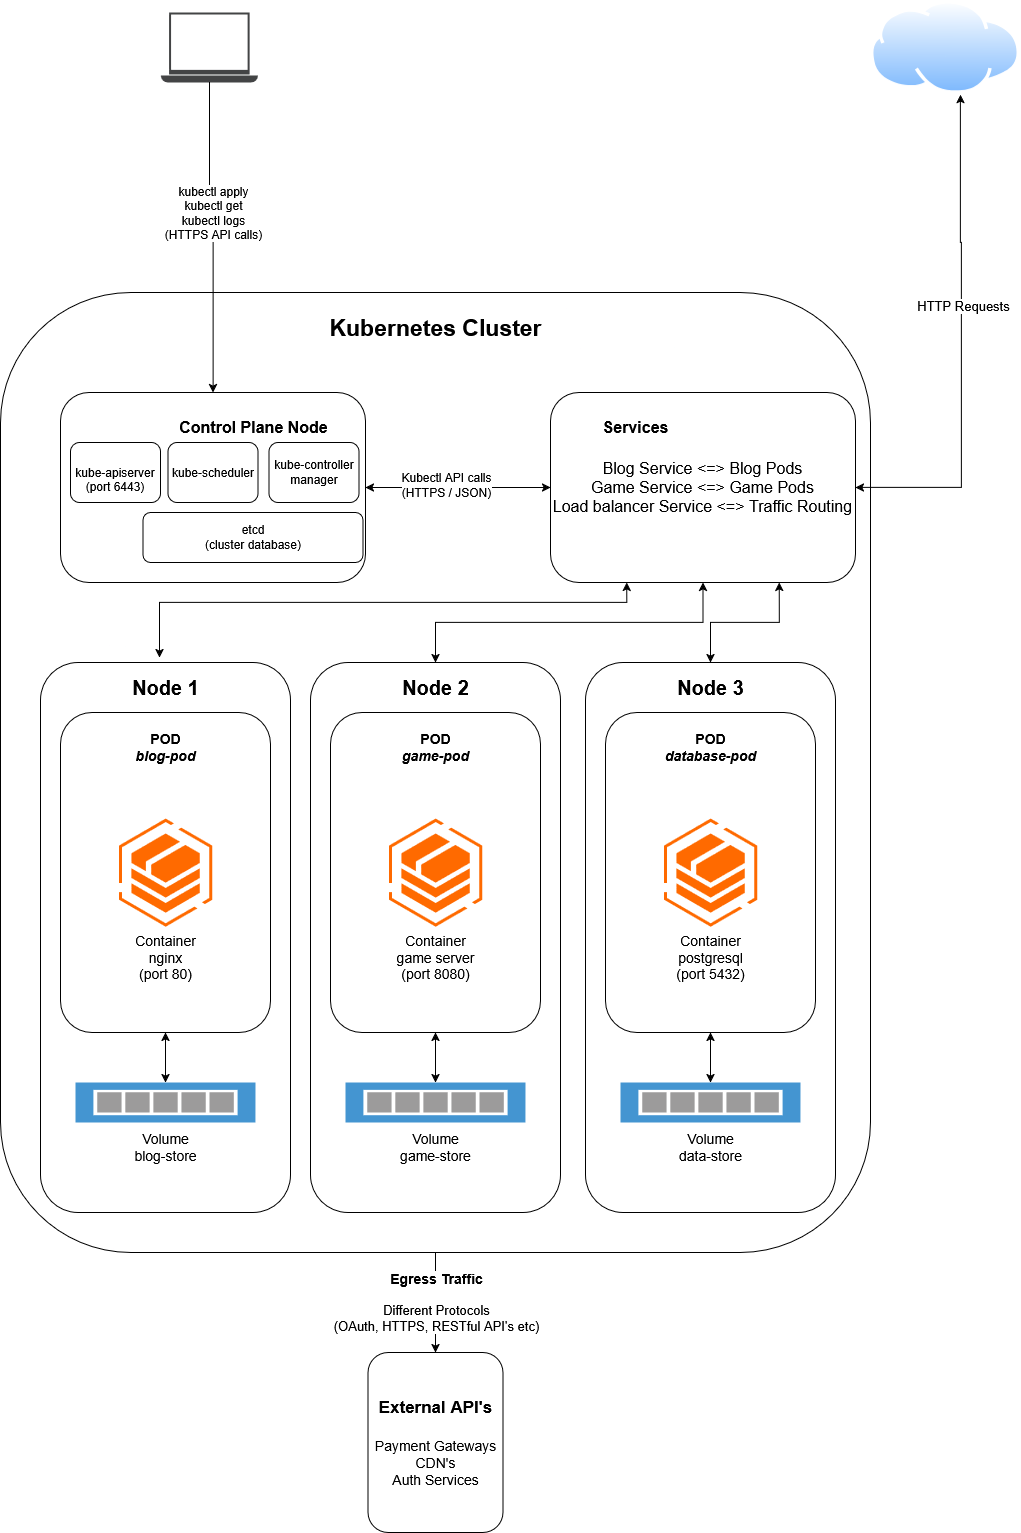 kubectl apply
kubectl get
kubectl logs
(HTTPS API calls)
HTTP Requests
Kubernetes Cluster
Control Plane Node
kube-apiserver
(port 6443)
kube-scheduler
kube-controller
manager
etcd
(cluster database)
Kubectl API calls
(HTTPS / JSON)
Services
Blog Service <=> Blog Pods
Game Service <=> Game Pods
Load balancer Service <=> Traffic Routing
Node 1
POD
blog-pod
Container
nginx
(port 80)
Volume
blog-store
Node 2
POD
game-pod
Container
game server
(port 8080)
Volume
game-store
Node 3
POD
database-pod
Container
postgresql
(port 5432)
Volume
data-store
Egress Traffic
Different Protocols
(OAuth, HTTPS, RESTful API's etc)
External API's
Payment Gateways
CDN's
Auth Services